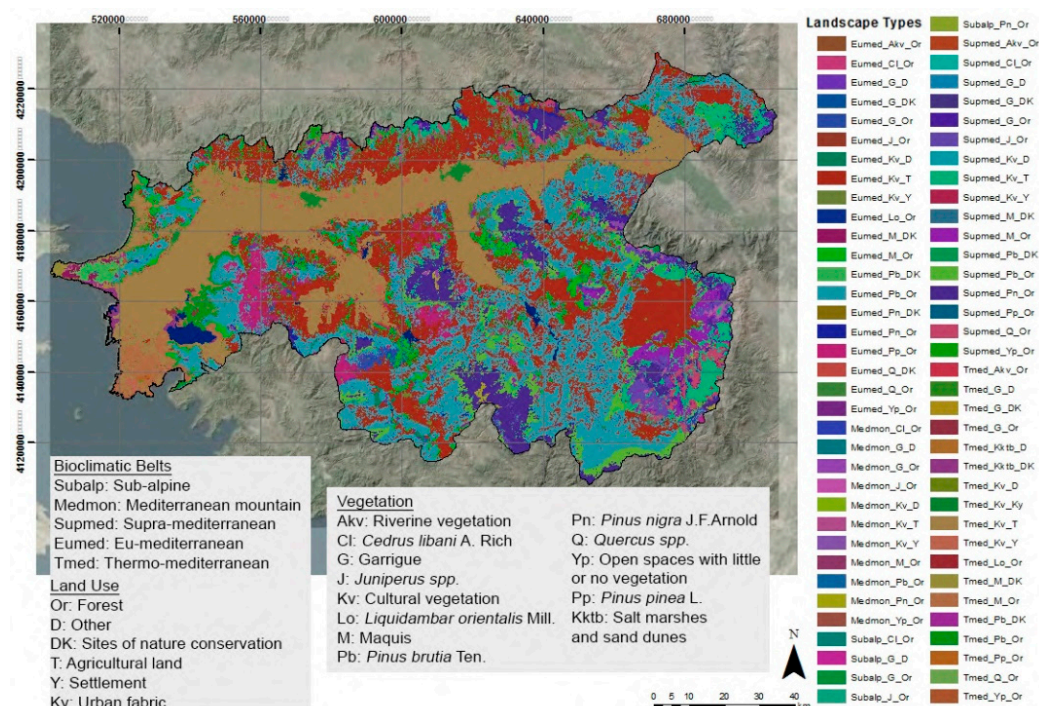 520000 560000 600000 640000 680000
4220000
4200000
4180000
4160000
4140000
4120000
Bioclimatic Belts
Subalp: Sub-alpine
Medmon: Mediterranean mountain
Supmed: Supra-mediterranean
Eumed: Eu-mediterranean
Tmed: Thermo-mediterranean
Land Use
Or: Forest
D: Other
DK: Sites of nature conservation
T: Agricultural land
Y: Settlement
Ky: Urban fabric
Vegetation
Akv: Riverine vegetation
Cl: Cedrus libani A. Rich
G: Garrigue
J: Juniperus spp.
Kv: Cultural vegetation
Lo: Liquidambar orientalis Mill.
M: Maquis
Pb: Pinus brutia Ten.
Pn: Pinus nigra J.F.Arnold
Q: Quercus spp.
Yp: Open spaces with little
or no vegetation
Pp: Pinus pinea L.
Kktb: Salt marshes
and sand dunes
N
0 5 10 20 30 40
km
Landscape Types
Eumed_Akv_Or
Eumed_Cl_Or
Eumed_G_D
Eumed_G_DK
Eumed_G_Or
Eumed_J_Or
Eumed_Kv_D
Eumed_Kv_T
Eumed_Kv_Y
Eumed_Lo_Or
Eumed_M_DK
Eumed_M_Or
Eumed_Pb_DK
Eumed_Pb_Or
Eumed_Pn_DK
Eumed_Pn_Or
Eumed_Pp_Or
Eumed_Q_DK
Eumed_Q_Or
Eumed_Yp_Or
Medmon_Cl_Or
Medmon_G_D
Medmon_G_Or
Medmon_J_Or
Medmon_Kv_D
Medmon_Kv_T
Medmon_Kv_Y
Medmon_M_Or
Medmon_Pb_Or
Medmon_Pn_Or
Medmon_Yp_Or
Subalp_Cl_Or
Subalp_G_D
Subalp_G_Or
Subalp_J_Or
Subalp_Pn_Or
Supmed_Akv_Or
Supmed_Cl_Or
Supmed_G_D
Supmed_G_DK
Supmed_G_Or
Supmed_J_Or
Supmed_Kv_D
Supmed_Kv_T
Supmed_Kv_Y
Supmed_M_DK
Supmed_M_Or
Supmed_Pb_DK
Supmed_Pb_Or
Supmed_Pn_Or
Supmed_Pp_Or
Supmed_Q_Or
Supmed_Yp_Or
Tmed_Akv_Or
Tmed_G_D
Tmed_G_DK
Tmed_G_Or
Tmed_Kktb_D
Tmed_Kktb_DK
Tmed_Kv_D
Tmed_Kv_Ky
Tmed_Kv_T
Tmed_Kv_Y
Tmed_Lo_Or
Tmed_M_DK
Tmed_M_Or
Tmed_Pb_DK
Tmed_Pb_Or
Tmed_Pp_Or
Tmed_Q_Or
Tmed_Yp_Or